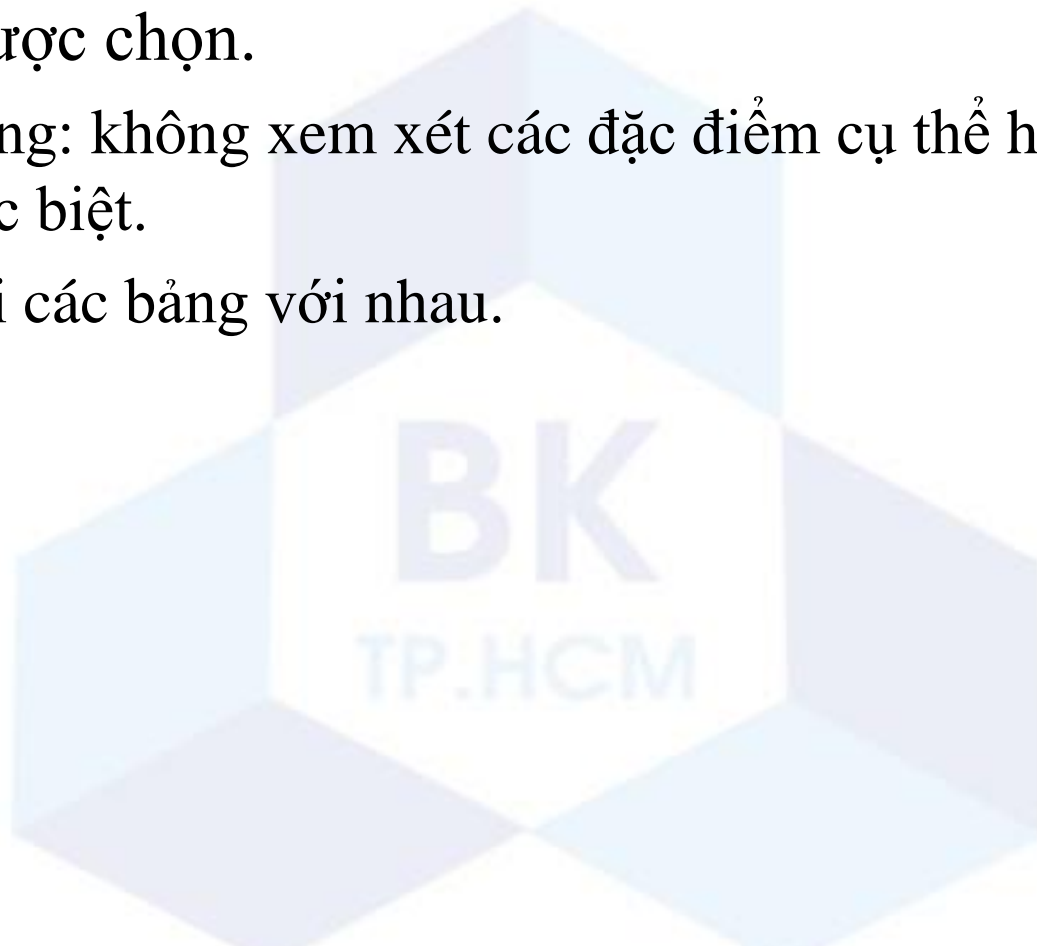 ược chọn.
ng: không xem xét các đặc điểm cụ thể h
c biệt.
i các bảng với nhau.
BK
TP.HCM